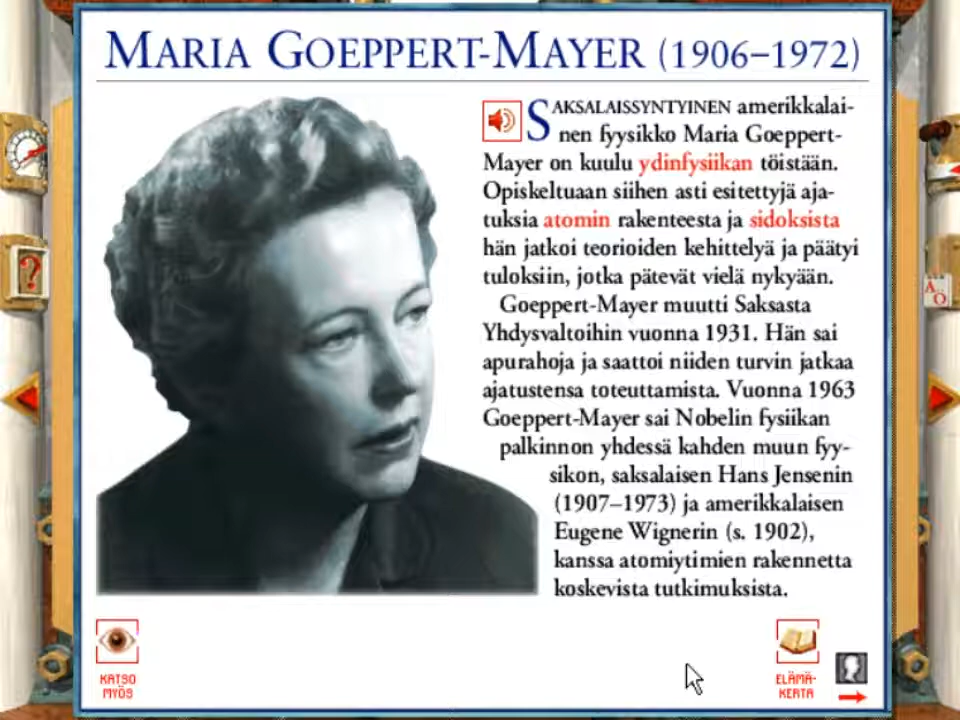 MARIA GOEPPERT-MAYER (1906–1972)
SAKSALAISSYNTYINEN amerikkalai-
nen fyysikko Maria Goeppert-
Mayer on kuulu ydinfysiikan töistään.
Opiskeltuaan siihen asti esitettyjä aja-
tuksia atomin rakenteesta ja sidoksista
hän jatkoi teorioiden kehittelyä ja päätyi
tuloksiin, jotka pätevät vielä nykyään.
Goeppert-Mayer muutti Saksasta
Yhdysvaltoihin vuonna 1931. Hän sai
apurahoja ja saattoi niiden turvin jatkaa
ajatustensa toteuttamista. Vuonna 1963
Goeppert-Mayer sai Nobelin fysiikan
palkinnon yhdessä kahden muun fyy-
sikon, saksalaisen Hans Jensenin
(1907–1973) ja amerikkalaisen
Eugene Wignerin (s. 1902),
kanssa atomiytimien rakennetta
koskevista tutkimuksista.
KATSO
MYÖS
ELÄMÄ-
KERTA
?
A
O